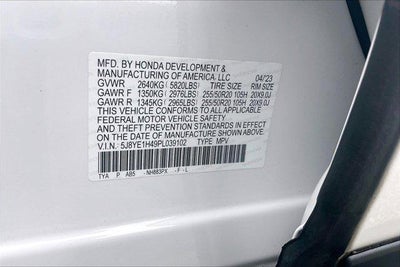 MFD. BY HONDA DEVELOPMENT &
MANUFACTURING OF AMERICA, LLC 04/23
GVWR 2640KG (5820LBS) TIRE SIZE RIM SIZE
GAWR F 1350KG (2976LBS) 255/50R20 105H 20X9.0J
GAWR R 1345KG (2965LBS) 255/50R20 105H 20X9.0J
THIS VEHICLE CONFORMS TO ALL APPLICABLE
FEDERAL MOTOR VEHICLE SAFETY
AND THEFT PREVENTION STANDARDS IN EFFECT
ON THE DATE OF MANUFACTURE SHOWN ABOVE.
V.I.N. 5J8YE1H49PL039102 TYPE MPV
TYA P AB5 NH883PX -F-L